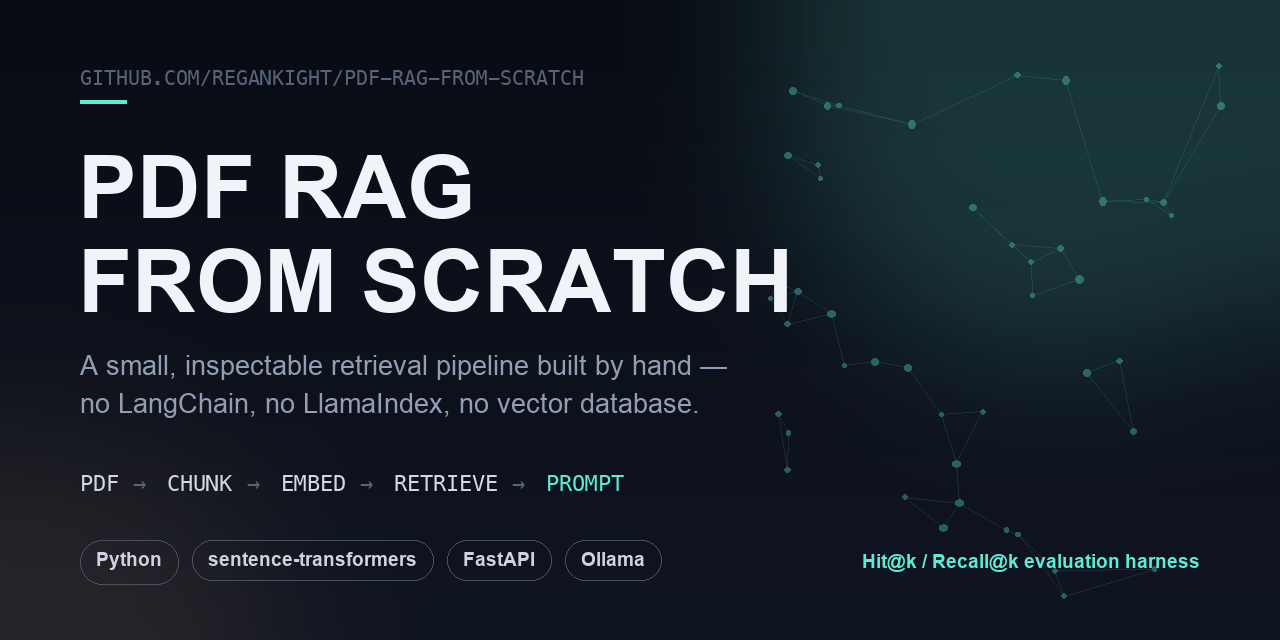 GITHUB.COM/REGANKIGHT/PDF-RAG-FROM-SCRATCH
PDF RAG
FROM SCRATCH
A small, inspectable retrieval pipeline built by hand —
no LangChain, no LlamaIndex, no vector database.
PDF → CHUNK → EMBED → RETRIEVE → PROMPT
Python sentence-transformers FastAPI Ollama
Hit@k / Recall@k evaluation harness